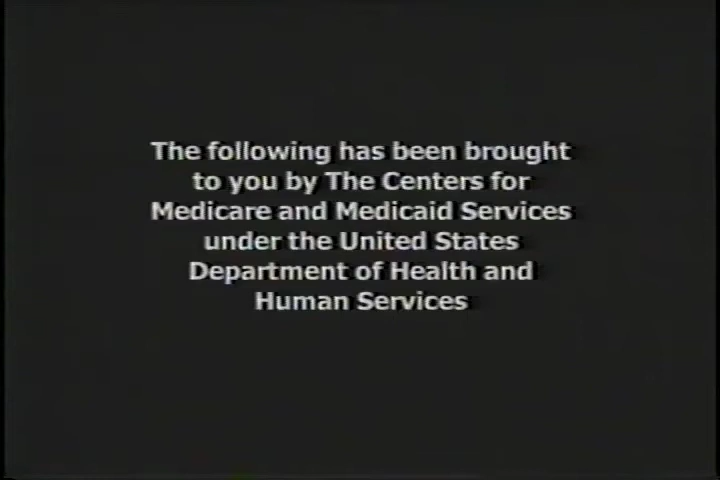 The following has been brought
to you by The Centers for
Medicare and Medicaid Services
under the United States
Department of Health and
Human Services